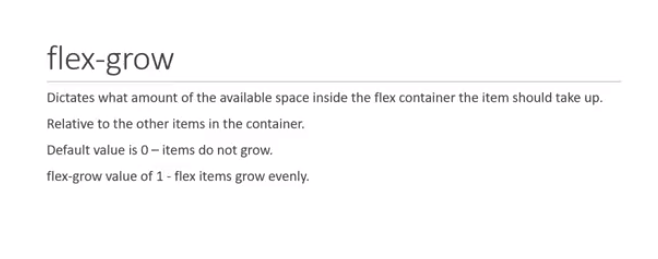 flex-grow
Dictates what amount of the available space inside the flex container the item should take up.
Relative to the other items in the container.
Default value is 0 – items do not grow.
flex-grow value of 1 - flex items grow evenly.